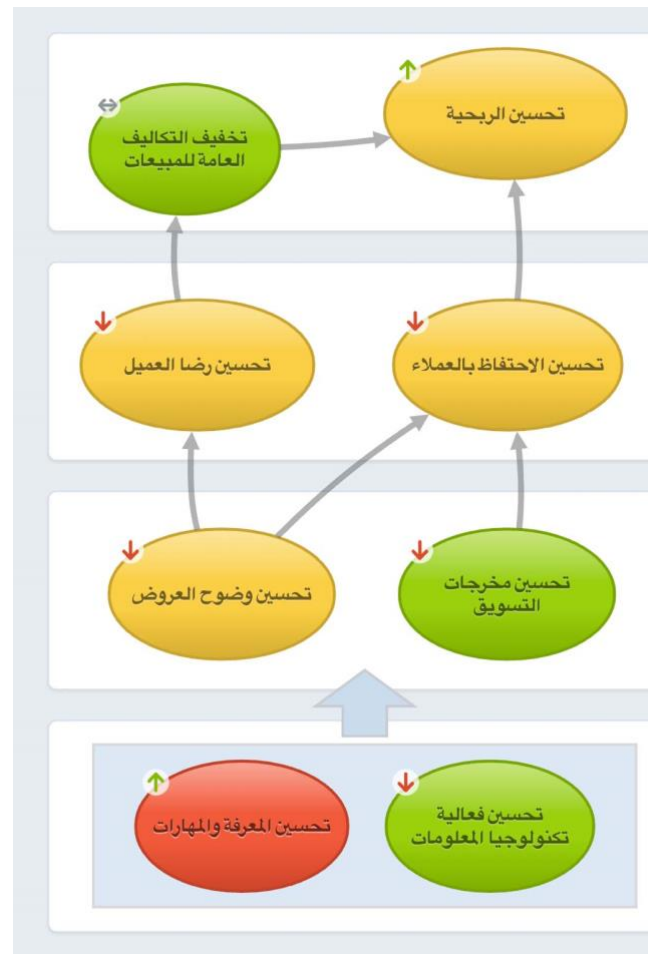 تحسين الربحية
تخفيف التكاليف
العامة للمبيعات
تحسين الاحتفاظ بالعملاء
تحسين رضا العميل
تحسين مخرجات
التسويق
تحسين وضوح العروض
تحسين فعالية
تكنولوجيا المعلومات
تحسين المعرفة والمهارات